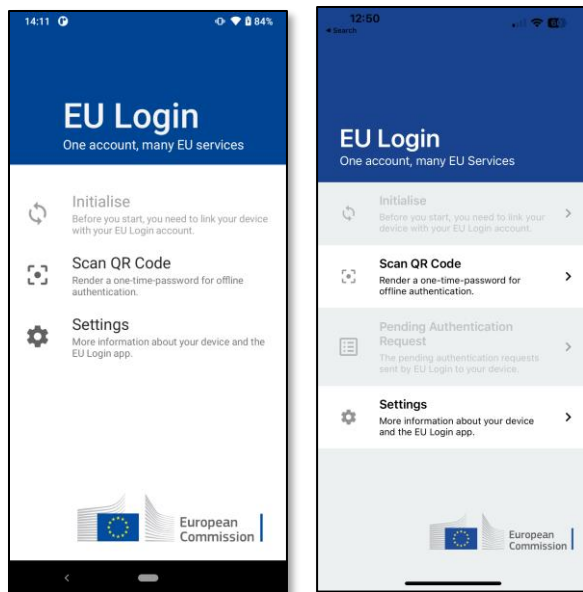 14:11
84%
EU Login
One account, many EU services
Initialise
Before you start, you need to link your device
with your EU Login account.
Scan QR Code
Render a one-time-password for offline
authentication.
Settings
More information about your device and the
EU Login app.
European
Commission
12:50
Search
EU Login
One account, many EU Services
Initialise
Before you start, you need to link your
device with your EU Login account.
Scan QR Code
Render a one-time-password for
offline authentication.
Pending Authentication
Request
The pending authentication requests
sent by EU Login to your device.
Settings
More information about your device
and the EU Login app.
European
Commission